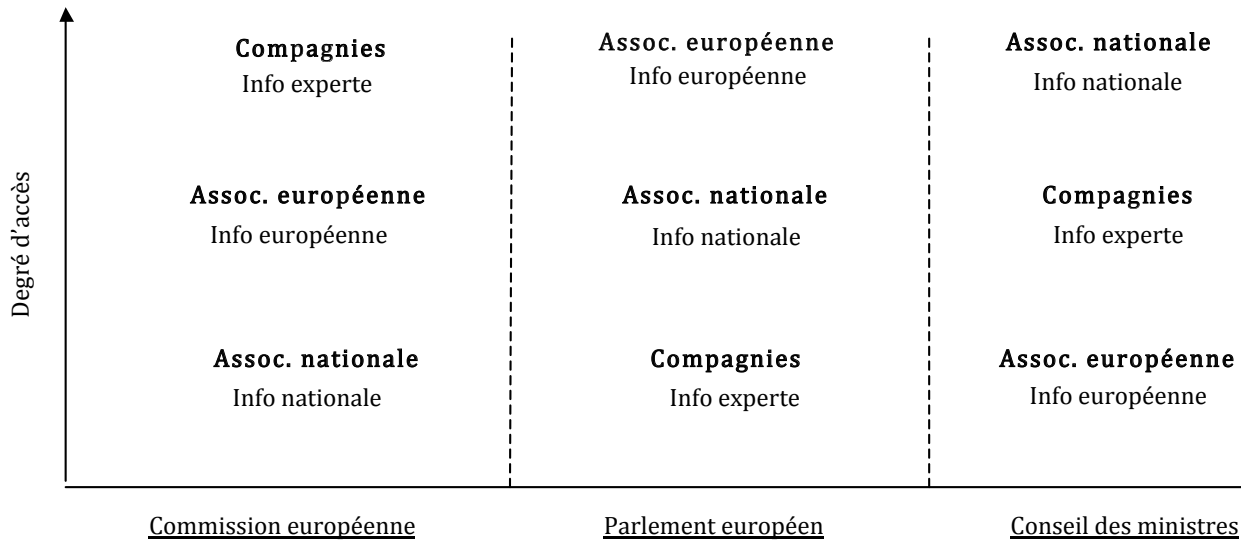 Degré d'accès
Compagnies
Info experte
Assoc. européenne
Info européenne
Assoc. nationale
Info nationale
Assoc. européenne
Info européenne
Assoc. nationale
Info nationale
Compagnies
Info experte
Assoc. nationale
Info nationale
Compagnies
Info experte
Assoc. européenne
Info européenne
Commission européenne
Parlement européen
Conseil des ministres